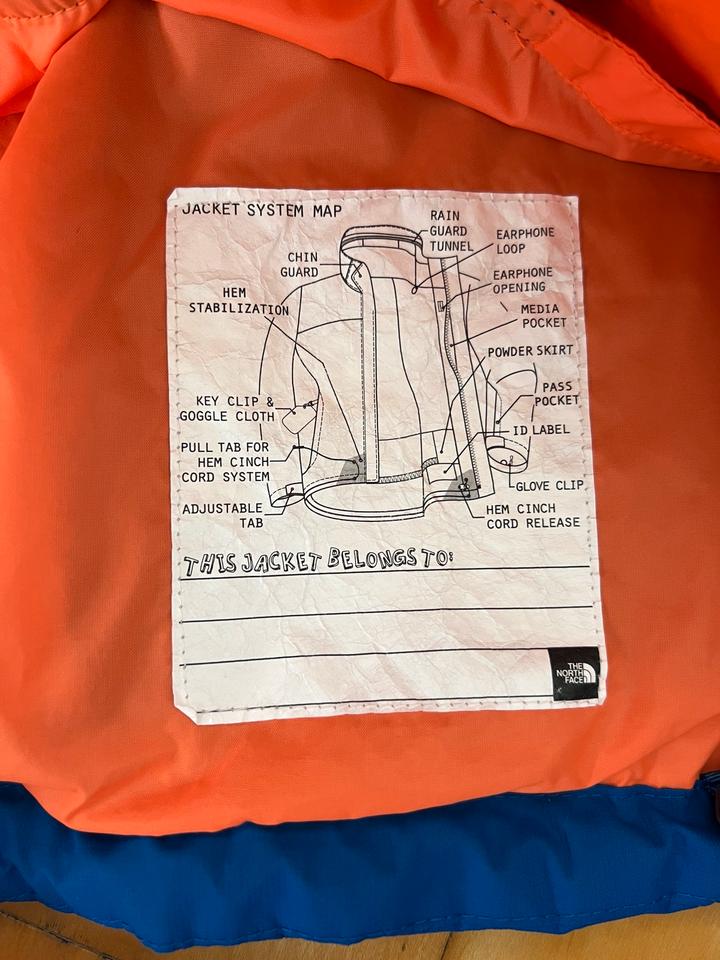 JACKET SYSTEM MAP
RAIN
GUARD
TUNNEL
EARPHONE
LOOP
CHIN
GUARD
EARPHONE
OPENING
HEM
STABILIZATION
MEDIA
POCKET
POWDER SKIRT
PASS
POCKET
KEY CLIP &
GOGGLE CLOTH
ID LABEL
PULL TAB FOR
HEM CINCH
CORD SYSTEM
GLOVE CLIP
ADJUSTABLE
TAB
HEM CINCH
CORD RELEASE
THIS JACKET BELONGS TO:
THE
NORTH
FACE